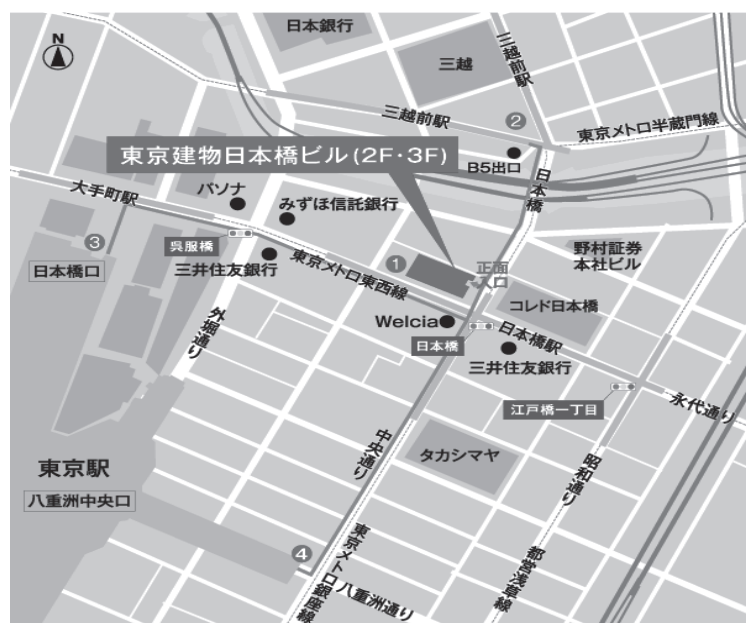 日本銀行
N
三越
三越前駅
三越前駅
2
東京メトロ半蔵門線
東京建物日本橋ビル(2F・3F)
B5出口
日本橋
大手町駅
パソナ
みずほ信託銀行
3
呉服橋
日本橋口
三井住友銀行
東京メトロ東西線
1
正面
入口
野村証券
本社ビル
コレド日本橋
外堀通り
Welcia
日本橋
日本橋駅
三井住友銀行
江戸橋一丁目
永代通り
中央通り
タカシマヤ
昭和通り
東京駅
八重洲中央口
4
東京メトロ銀座線
八重洲通り
都営浅草線